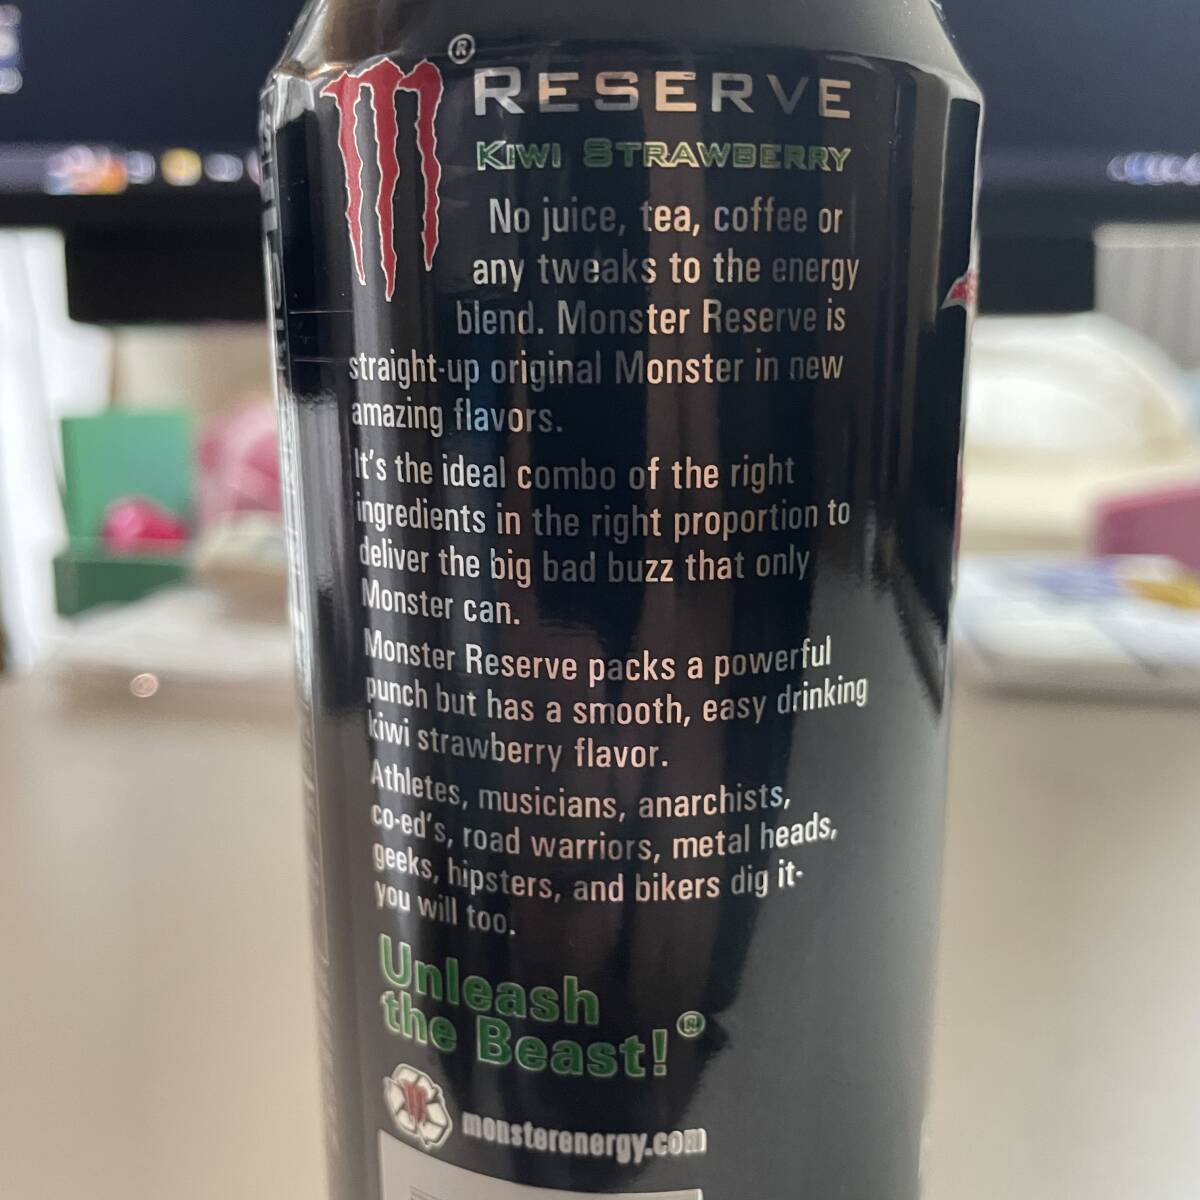 ®
RESERVE
KIWI STRAWBERRY
No juice, tea, coffee or
any tweaks to the energy
blend. Monster Reserve is
straight-up original Monster in new
amazing flavors.
It's the ideal combo of the right
ingredients in the right proportion to
deliver the big bad buzz that only
Monster can.
Monster Reserve packs a powerful
punch but has a smooth, easy drinking
kiwi strawberry flavor.
Athletes, musicians, anarchists,
co-ed's, road warriors, metal heads,
geeks, hipsters, and bikers dig it-
you will too.
Unleash
the Beast!®
monsterenergy.com